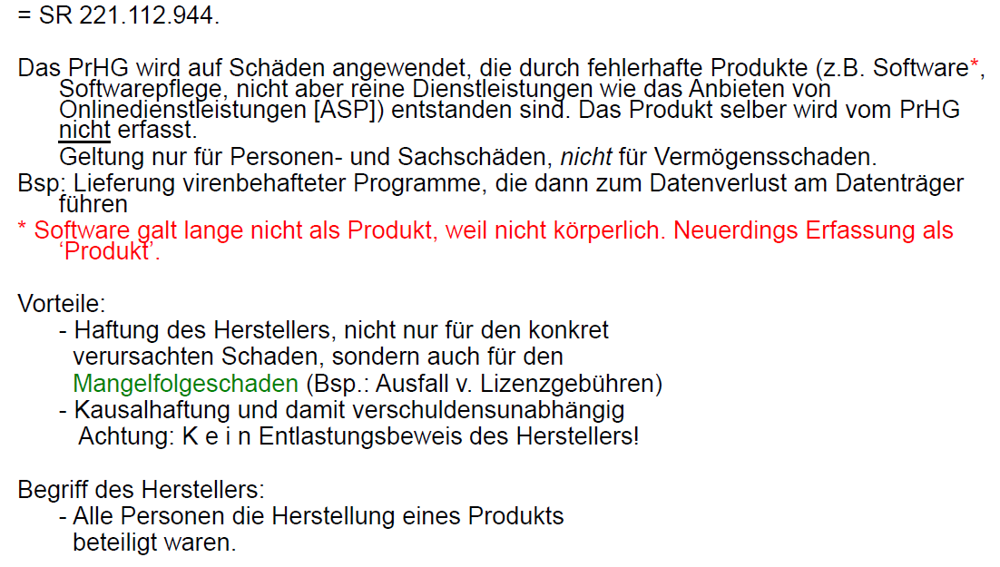 = SR 221.112.944.
Das PrHG wird auf Schäden angewendet, die durch fehlerhafte Produkte (z.B. Software*,
Softwarepflege, nicht aber reine Dienstleistungen wie das Anbieten von
Onlinedienstleistungen [ASP]) entstanden sind. Das Produkt selber wird vom PrHG
nicht erfasst.
Geltung nur für Personen- und Sachschäden, nicht für Vermögensschaden.
Bsp: Lieferung virenbehafteter Programme, die dann zum Datenverlust am Datenträger
führen
* Software galt lange nicht als Produkt, weil nicht körperlich. Neuerdings Erfassung als
‘Produkt’.
Vorteile:
- Haftung des Herstellers, nicht nur für den konkret
verursachten Schaden, sondern auch für den
Mangelfolgeschaden (Bsp.: Ausfall v. Lizenzgebühren)
- Kausalhaftung und damit verschuldensunabhängig
Achtung: K e i n Entlastungsbeweis des Herstellers!
Begriff des Herstellers:
- Alle Personen die Herstellung eines Produkts
beteiligt waren.